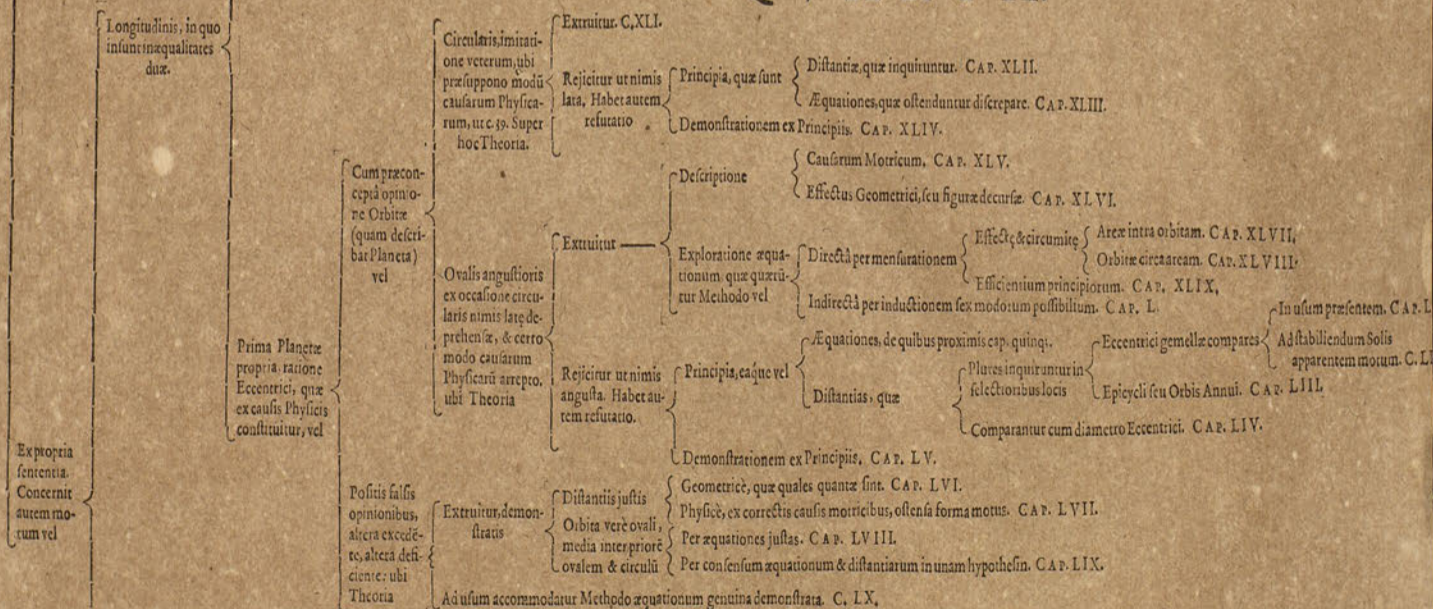 Longitudinis, in quo
insunt inæqualitates
duæ.
Ex propria
sententia.
Concernit
autem mo-
tum vel
Prima Planetæ
propria, ratione
Eccentrici, quæ
ex causis Physicis
constituitur, vel
Cum præcon-
ceptâ opinio-
ne Orbitæ
(quam descri-
bat Planeta)
vel
Circularis, imitati-
one veterum, ubi
præsuppono modũ
causarum Physica-
rum, ut c. 39. Super
hoc Theoria.
Extruitur. C. XLI.
Rejicitur ut nimis
lata, Habet autem
refutatio
Principia, quæ sunt
Distantiæ, quæ inquiruntur. CAP. XLII.
Æquationes, quæ ostenduntur discrepare. CAP. XLIII.
Demonstrationem ex Principiis. CAP. XLIV.
Ovalis angustioris
ex occasione circu-
laris nimis latę de-
prehensæ, & certo
modo causarum
Physicarũ arrepto.
ubi Theoria
Extruitur
Descriptione
Causarum Motricum, CAP. XLV.
Effectus Geometrici, seu figuræ decursæ. CAP. XLVI.
Exploratione æqua-
tionum quæ quærũ-
tur Methodo vel
Directâ per mensurationem
Effectę & circumitę
Areæ intra orbitam. CAP. XLVII.
Orbitæ circa aream. CAP. XLVIII.
Efficientium principiorum. CAP. XLIX.
Indirectâ per inductionem sex modorum possibilium. CAP. L.
Rejicitur ut nimis
angusta. Habet au-
tem refutatio.
Principia, eaque vel
Æquationes, de quibus proximis cap. quinq;.
Distantias, quæ
Plures inquiruntur in
selectionibus locis
Eccentrici gemellæ compares
In usum præsentem. CAP. L
Ad stabiliendum Solis
apparentem motum. C. LI
Epicycli seu Orbis Annui. CAP. LIII.
Comparantur cum diametro Eccentrici. CAP. LIV.
Demonstrationem ex Principiis. CAP. LV.
Positis falsis
opinionibus,
altera excedẽ-
te, altera defi-
ciente: ubi
Theoria
Extruitur, demon-
stratis
Distantiis justis
Geometricè, quæ quales quantæ sint. CAP. LVI.
Physicè, ex correctis causis motricibus, ostensa forma motus. CAP. LVII.
Orbita verè ovali,
media inter priorẽ
ovalem & circulũ
Per æquationes justas. CAP. LVIII.
Per consensum æquationum & distantiarum in unam hypothesin. CAP. LIX.
Ad usum accommodatur Methodo æquationum genuina demonstrata. C. LX.